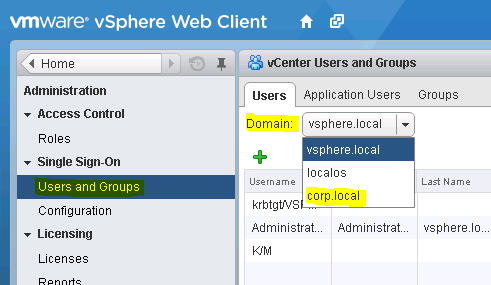 vmware vSphere Web Client
Home
Administration
Access Control
Roles
Single Sign-On
Users and Groups
Configuration
Licensing
Licenses
Reports
vCenter Users and Groups
Users Application Users Groups
Domain: vsphere.local
vsphere.local
localos
corp.local
Username Last Name
krbtgt/VSP...
Administrat... Administrat... vsphere.lo...
K/M